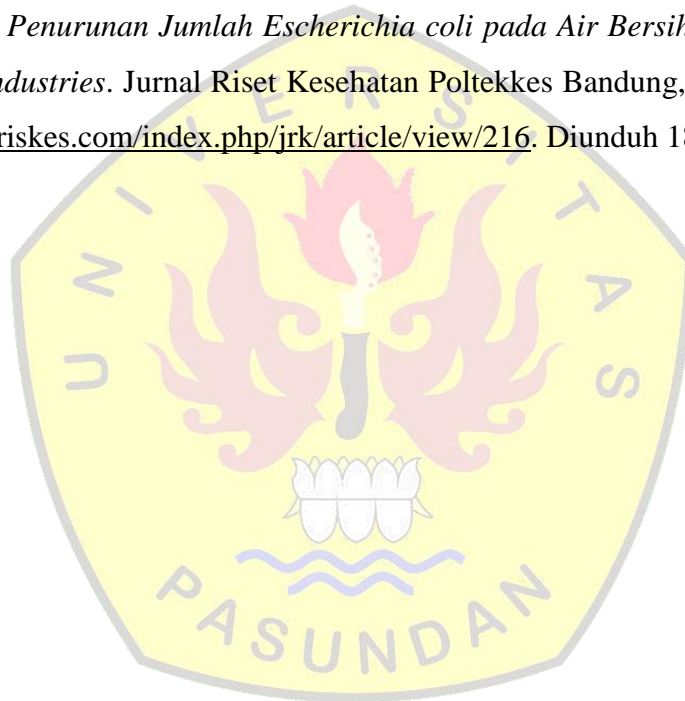 Penurunan Jumlah Escherichia coli pada Air Bersih
ndustries. Jurnal Riset Kesehatan Poltekkes Bandung,
riskes.com/index.php/jrk/article/view/216. Diunduh 18
UNIVERSITAS
PASUNDAN